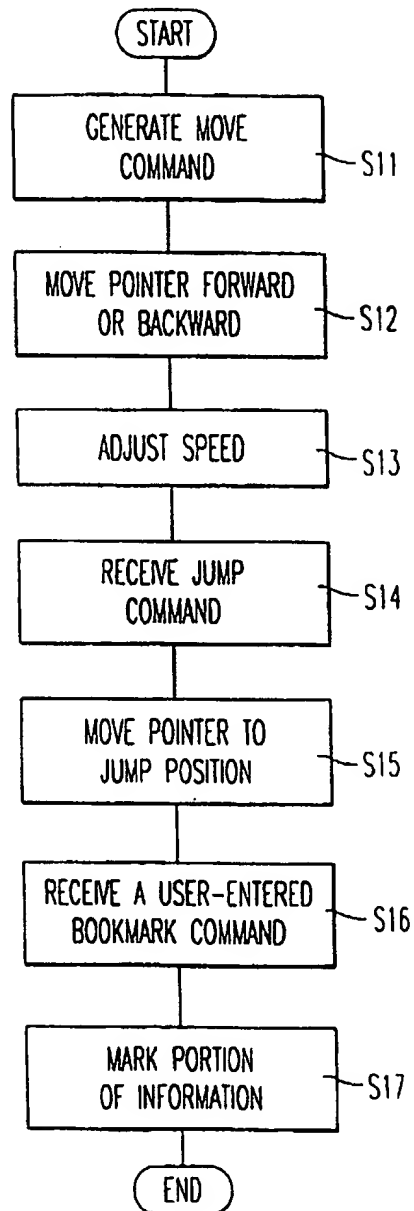 START
GENERATE MOVE
COMMAND
S11
MOVE POINTER FORWARD
OR BACKWARD
S12
ADJUST SPEED
S13
RECEIVE JUMP
COMMAND
S14
MOVE POINTER TO
JUMP POSITION
S15
RECEIVE A USER-ENTERED
BOOKMARK COMMAND
S16
MARK PORTION
OF INFORMATION
S17
END